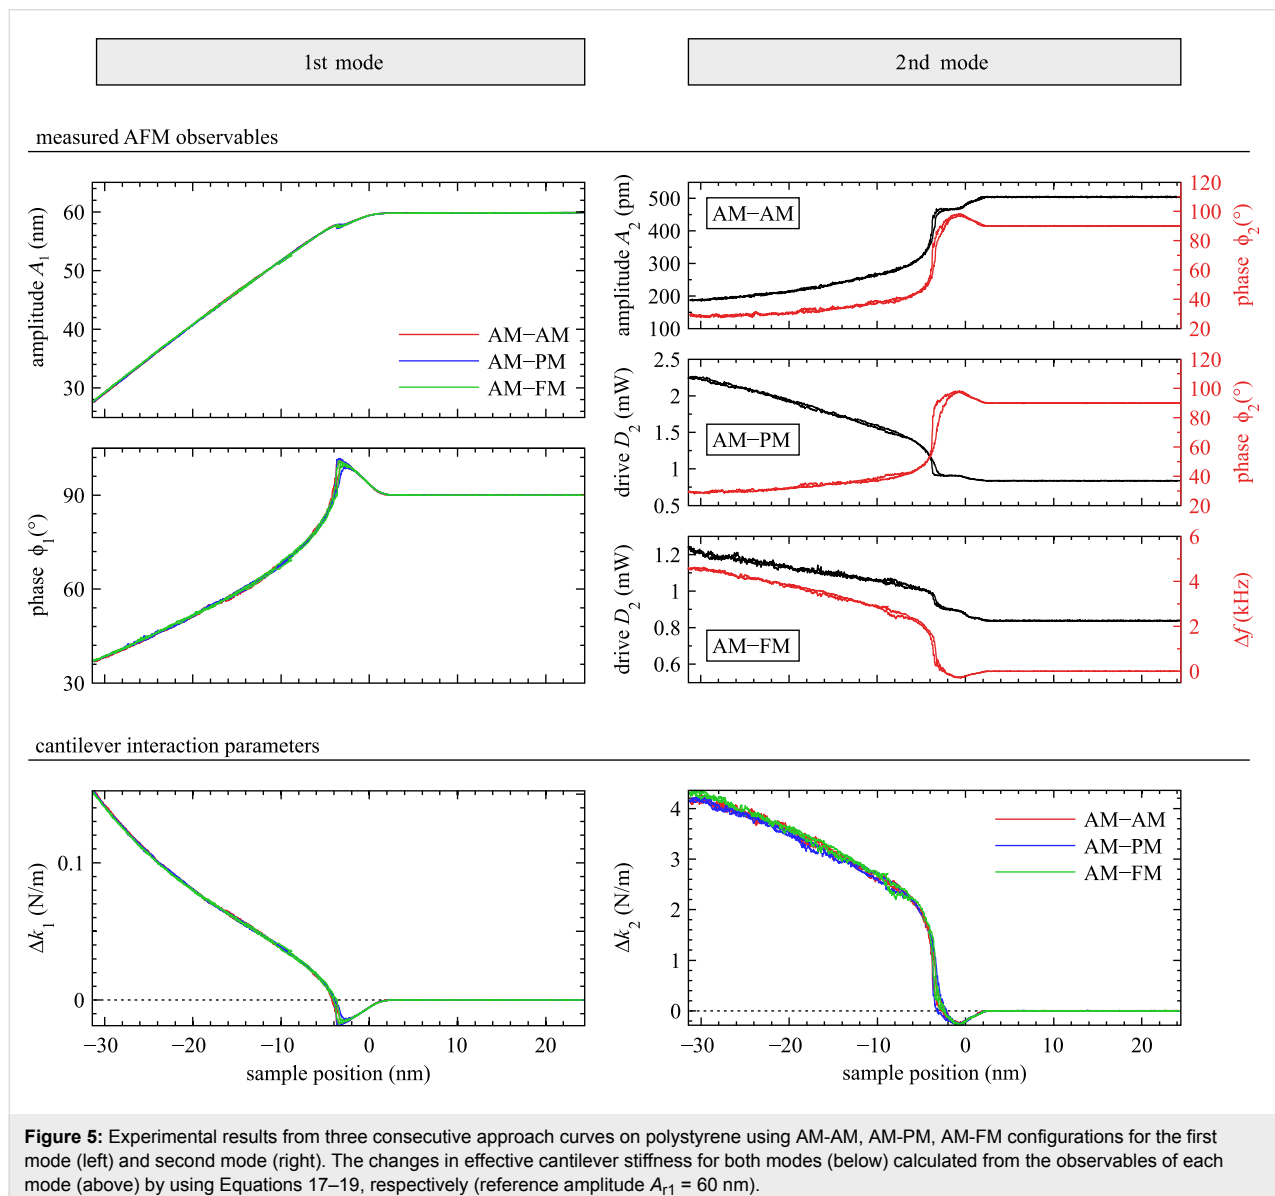 1st mode
2nd mode
measured AFM observables
amplitude A1 (nm)
60
50
40
30
AM−AM
AM−PM
AM−FM
phase ϕ1(°)
90
60
30
amplitude A2 (pm)
500
400
300
200
100
AM−AM
120
100
80
60
40
20
phase ϕ2(°)
drive D2 (mW)
2.5
2
1.5
1
0.5
AM−PM
120
100
80
60
40
20
phase ϕ2(°)
drive D2 (mW)
1.2
1
0.8
0.6
AM−FM
6
4
2
0
Δf (kHz)
cantilever interaction parameters
Δk1 (N/m)
0.1
0
−30 −20 −10 0 10 20
sample position (nm)
Δk2 (N/m)
4
3
2
1
0
AM−AM
AM−PM
AM−FM
−30 −20 −10 0 10 20
sample position (nm)
Figure 5: Experimental results from three consecutive approach curves on polystyrene using AM-AM, AM-PM, AM-FM configurations for the first
mode (left) and second mode (right). The changes in effective cantilever stiffness for both modes (below) calculated from the observables of each
mode (above) by using Equations 17–19, respectively (reference amplitude Ar1 = 60 nm).